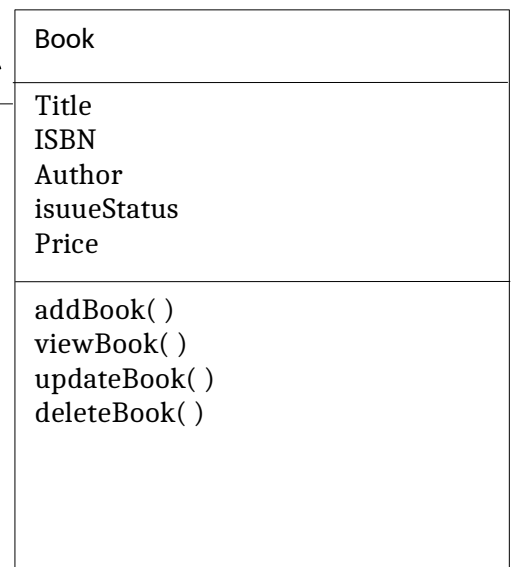 Book
Title
ISBN
Author
isuueStatus
Price
addBook( )
viewBook( )
updateBook( )
deleteBook( )